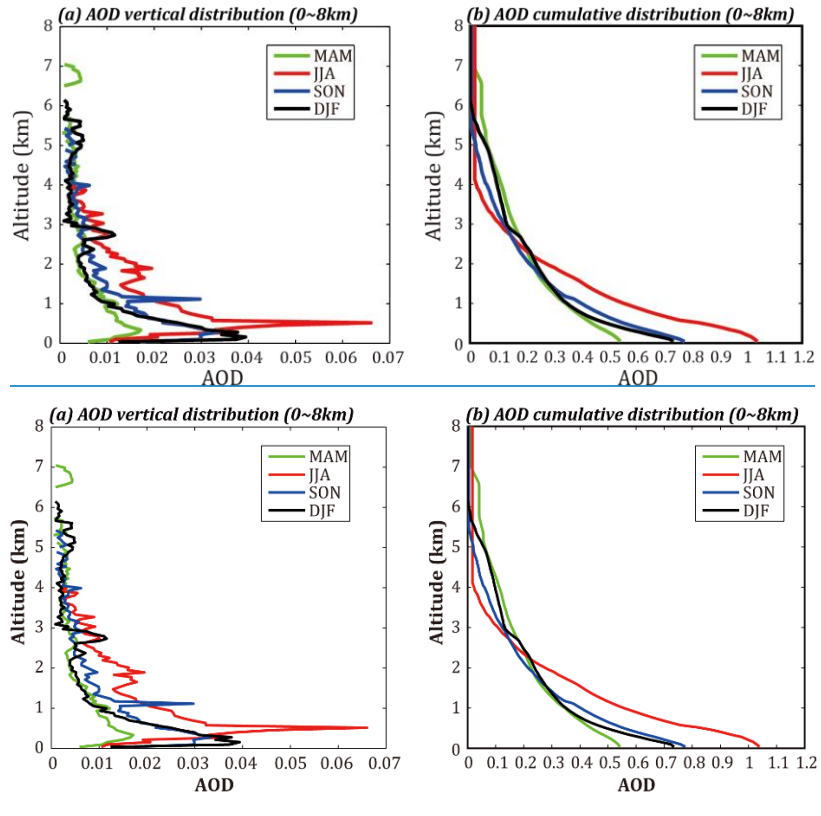 (a) AOD vertical distribution (0~8km)
8
7
6
5
4
3
2
1
0
Altitude (km)
MAM
JJA
SON
DJF
0 0.01 0.02 0.03 0.04 0.05 0.06 0.07
AOD
(b) AOD cumulative distribution (0~8km)
8
7
6
5
4
3
2
1
0
Altitude (km)
MAM
JJA
SON
DJF
0 0.1 0.2 0.3 0.4 0.5 0.6 0.7 0.8 0.9 1 1.1 1.2
AOD
(a) AOD vertical distribution (0~8km)
8
7
6
5
4
3
2
1
0
Altitude (km)
MAM
JJA
SON
DJF
0 0.01 0.02 0.03 0.04 0.05 0.06 0.07
AOD
(b) AOD cumulative distribution (0~8km)
8
7
6
5
4
3
2
1
0
Altitude (km)
MAM
JJA
SON
DJF
0 0.1 0.2 0.3 0.4 0.5 0.6 0.7 0.8 0.9 1 1.1 1.2
AOD